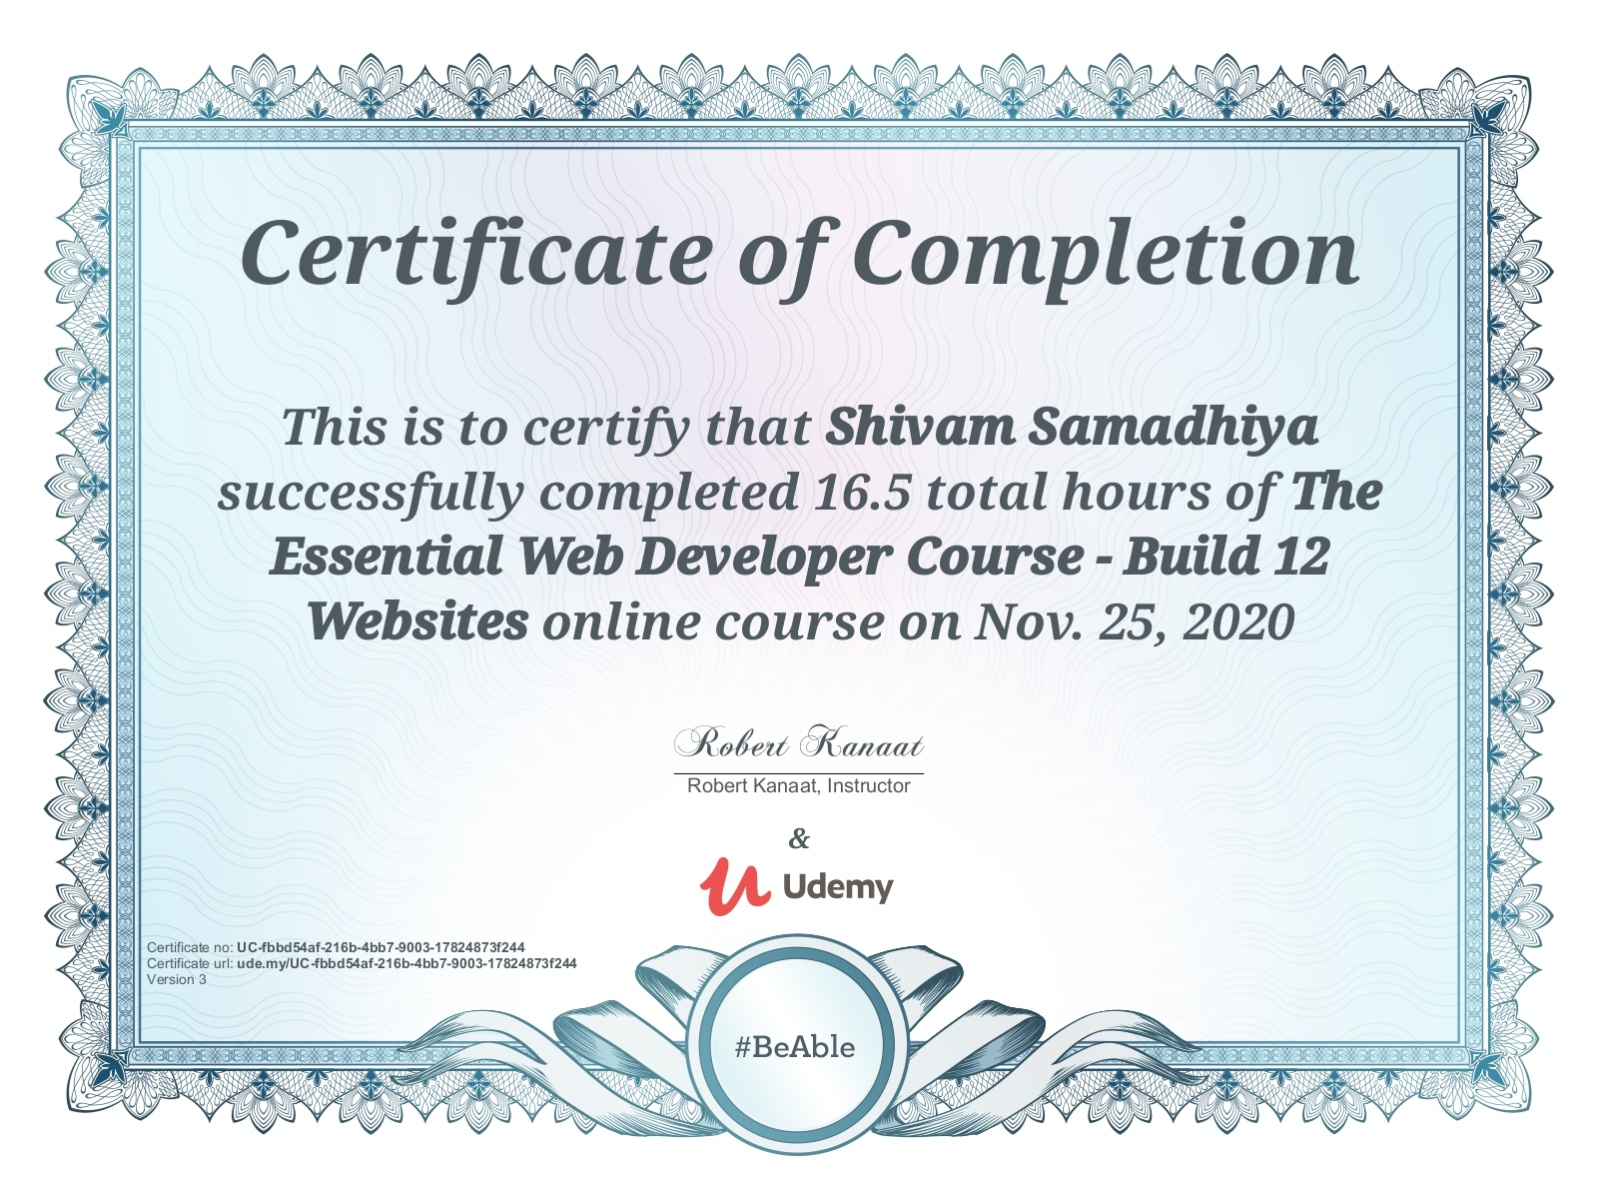 Certificate of Completion
This is to certify that Shivam Samadhiya
successfully completed 16.5 total hours of The
Essential Web Developer Course - Build 12
Websites online course on Nov. 25, 2020
Robert Kanaat
Robert Kanaat, Instructor
&
Udemy
Certificate no: UC-fbbd54af-216b-4bb7-9003-17824873f244
Certificate url: ude.my/UC-fbbd54af-216b-4bb7-9003-17824873f244
Version 3
#BeAble